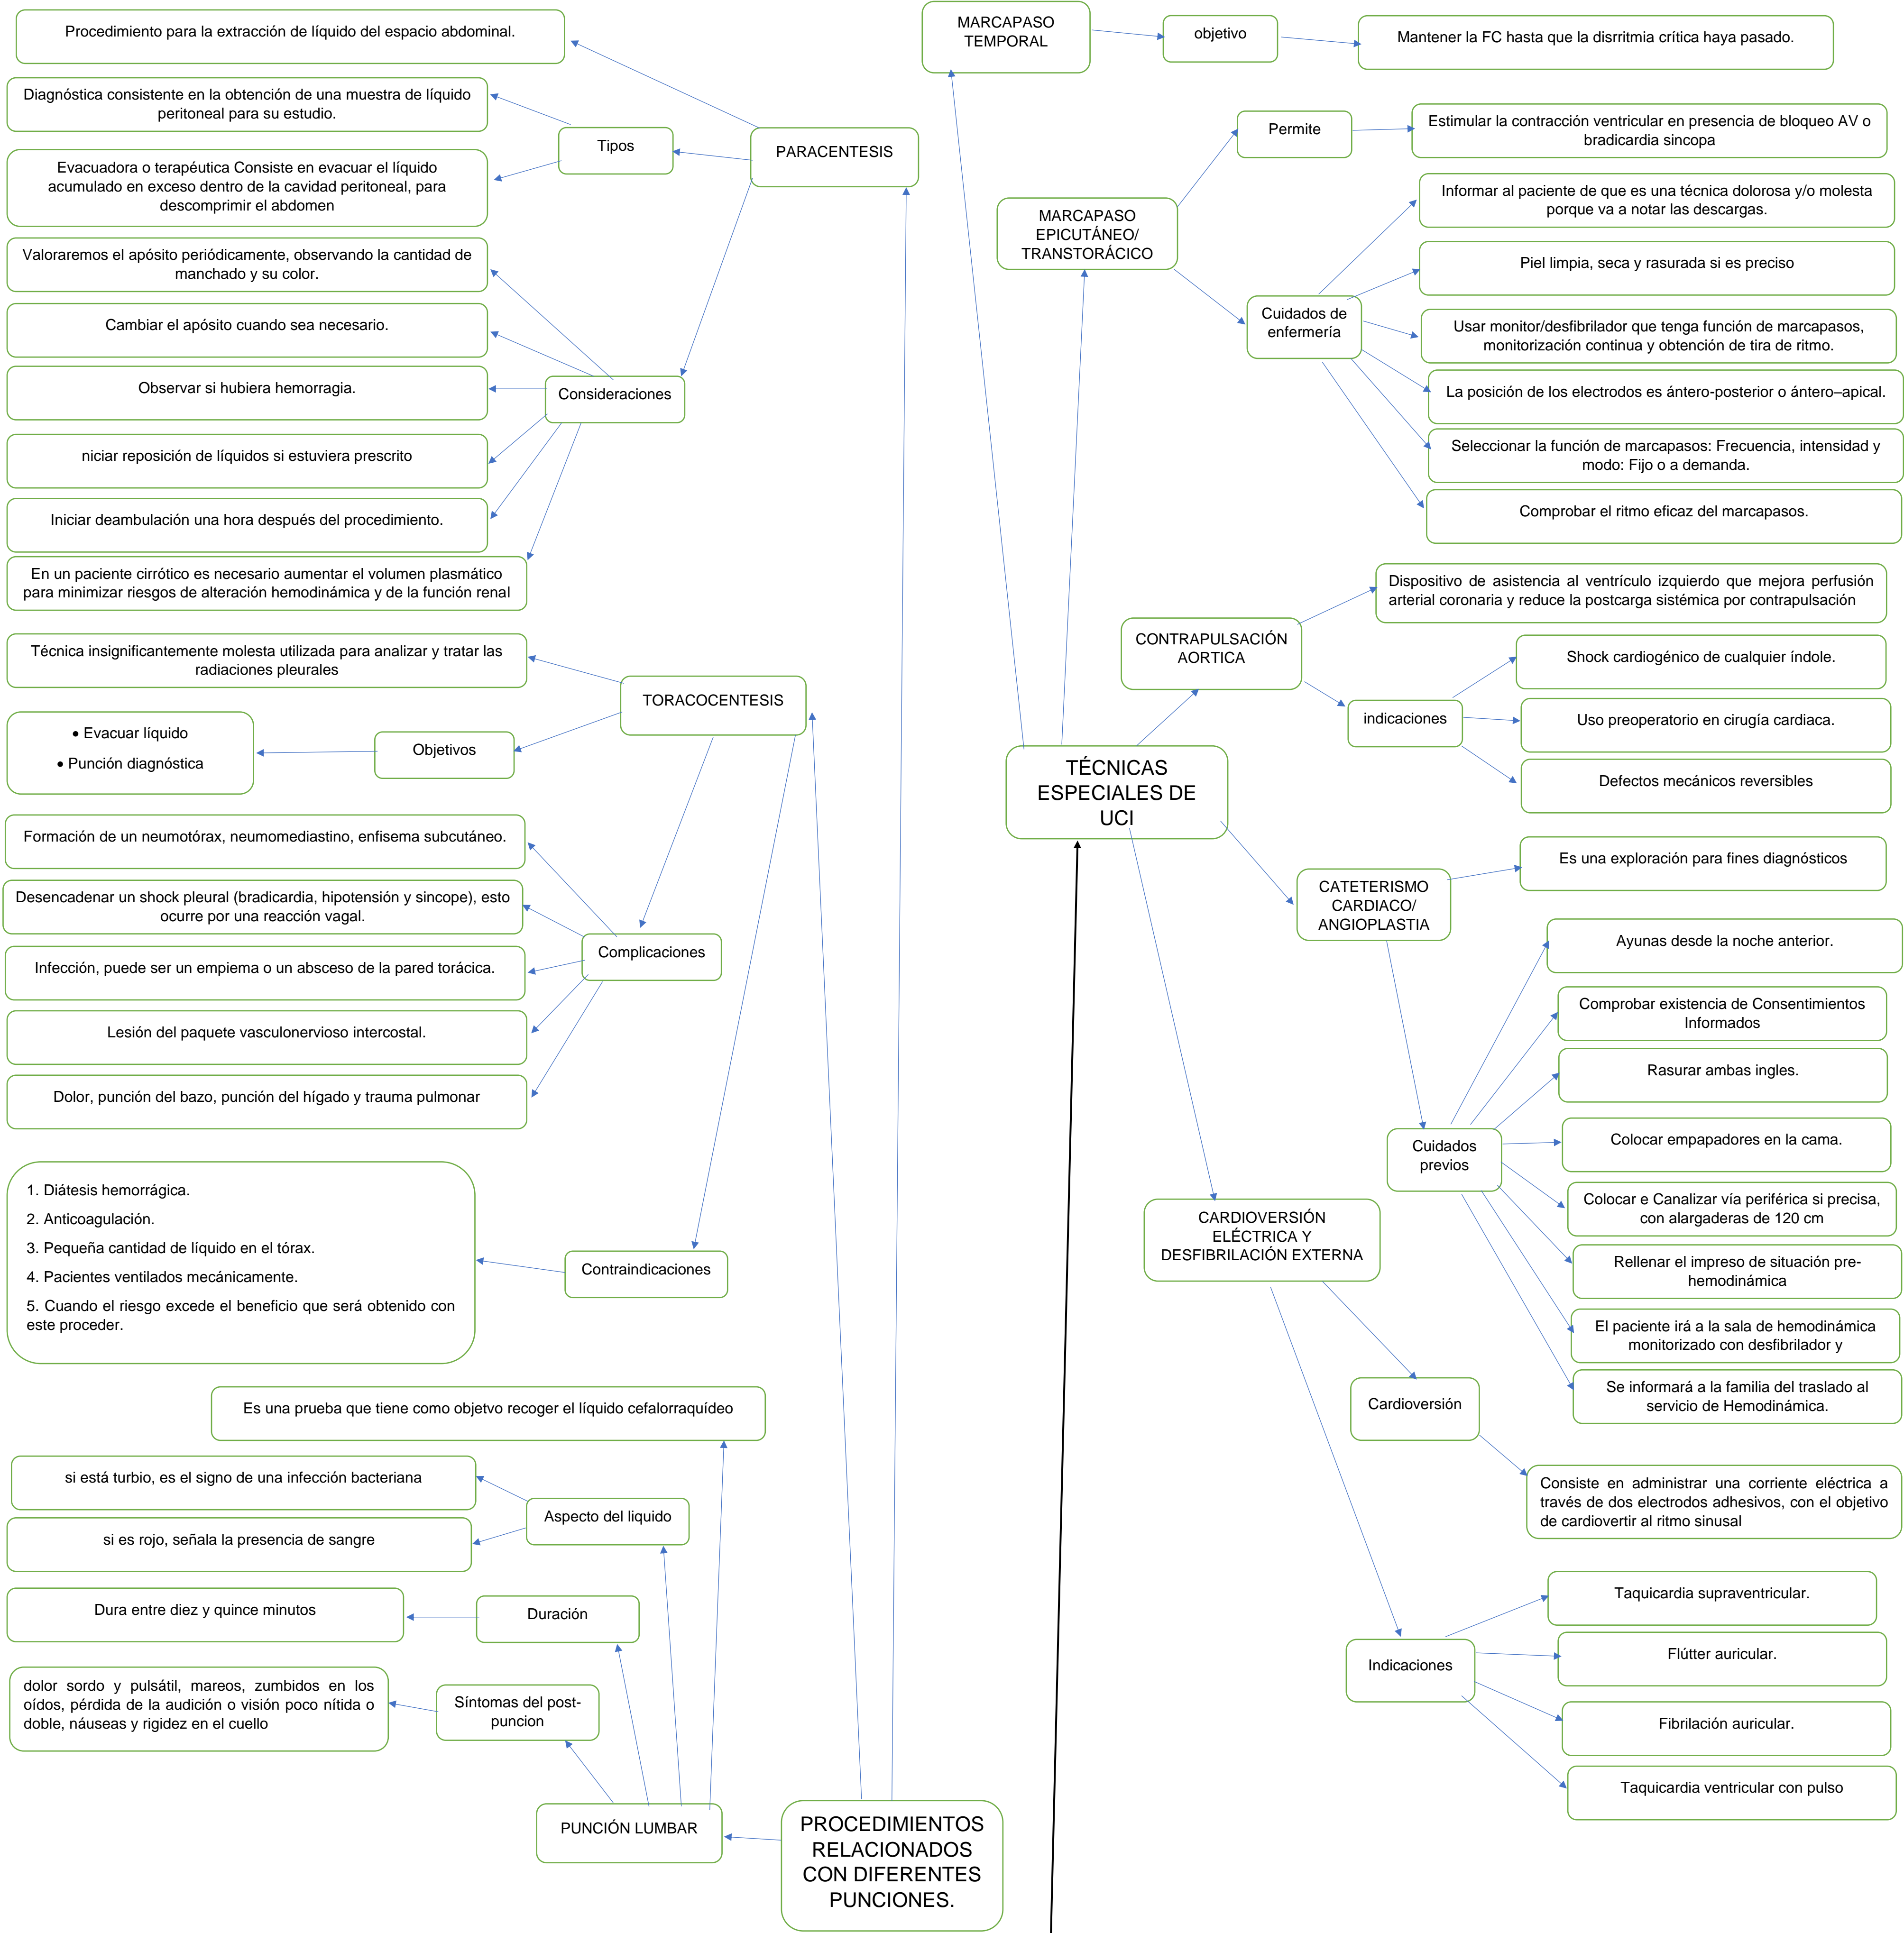 Procedimiento para la extracción de líquido del espacio abdominal.
Diagnóstica consistente en la obtención de una muestra de líquido
peritoneal para su estudio.
Tipos
PARACENTESIS
Evacuadora o terapéutica Consiste en evacuar el líquido
acumulado en exceso dentro de la cavidad peritoneal, para
descomprimir el abdomen
Valoraremos el apósito periódicamente, observando la cantidad de
manchado y su color.
Cambiar el apósito cuando sea necesario.
Observar si hubiera hemorragia.
Consideraciones
niciar reposición de líquidos si estuviera prescrito
Iniciar deambulación una hora después del procedimiento.
En un paciente cirrótico es necesario aumentar el volumen plasmático
para minimizar riesgos de alteración hemodinámica y de la función renal
Técnica insignificantemente molesta utilizada para analizar y tratar las
radiaciones pleurales
TORACOCENTESIS
• Evacuar líquido
• Punción diagnóstica
Objetivos
Formación de un neumotórax, neumomediastino, enfisema subcutáneo.
Desencadenar un shock pleural (bradicardia, hipotensión y sincope), esto
ocurre por una reacción vagal.
Complicaciones
Infección, puede ser un empiema o un absceso de la pared torácica.
Lesión del paquete vasculonervioso intercostal.
Dolor, punción del bazo, punción del hígado y trauma pulmonar
1. Diátesis hemorrágica.
2. Anticoagulación.
3. Pequeña cantidad de líquido en el tórax.
4. Pacientes ventilados mecánicamente.
5. Cuando el riesgo excede el beneficio que será obtenido con
este proceder.
Contraindicaciones
Es una prueba que tiene como objetvo recoger el líquido cefalorraquídeo
si está turbio, es el signo de una infección bacteriana
Aspecto del liquido
si es rojo, señala la presencia de sangre
Dura entre diez y quince minutos
Duración
dolor sordo y pulsátil, mareos, zumbidos en los
oídos, pérdida de la audición o visión poco nítida o
doble, náuseas y rigidez en el cuello
Síntomas del post-
puncion
PUNCIÓN LUMBAR
PROCEDIMIENTOS
RELACIONADOS
CON DIFERENTES
PUNCIONES.
MARCAPASO
TEMPORAL
objetivo
Mantener la FC hasta que la disrritmia crítica haya pasado.
Permite
Estimular la contracción ventricular en presencia de bloqueo AV o
bradicardia sincopa
MARCAPASO
EPICUTÁNEO/
TRANSTORÁCICO
Informar al paciente de que es una técnica dolorosa y/o molesta
porque va a notar las descargas.
Piel limpia, seca y rasurada si es preciso
Cuidados de
enfermería
Usar monitor/desfibrilador que tenga función de marcapasos,
monitorización continua y obtención de tira de ritmo.
La posición de los electrodos es ántero-posterior o ántero–apical.
Seleccionar la función de marcapasos: Frecuencia, intensidad y
modo: Fijo o a demanda.
Comprobar el ritmo eficaz del marcapasos.
Dispositivo de asistencia al ventrículo izquierdo que mejora perfusión
arterial coronaria y reduce la postcarga sistémica por contrapulsación
CONTRAPULSACIÓN
AORTICA
Shock cardiogénico de cualquier índole.
indicaciones
Uso preoperatorio en cirugía cardiaca.
Defectos mecánicos reversibles
TÉCNICAS
ESPECIALES DE
UCI
Es una exploración para fines diagnósticos
CATETERISMO
CARDIACO/
ANGIOPLASTIA
Ayunas desde la noche anterior.
Comprobar existencia de Consentimientos
Informados
Rasurar ambas ingles.
Cuidados
previos
Colocar empapadores en la cama.
Colocar e Canalizar vía periférica si precisa,
con alargaderas de 120 cm
Rellenar el impreso de situación pre-
hemodinámica
El paciente irá a la sala de hemodinámica
monitorizado con desfibrilador y
Se informará a la familia del traslado al
servicio de Hemodinámica.
CARDIOVERSIÓN
ELÉCTRICA Y
DESFIBRILACIÓN EXTERNA
Cardioversión
Consiste en administrar una corriente eléctrica a
través de dos electrodos adhesivos, con el objetivo
de cardiovertir al ritmo sinusal
Taquicardia supraventricular.
Indicaciones
Flútter auricular.
Fibrilación auricular.
Taquicardia ventricular con pulso